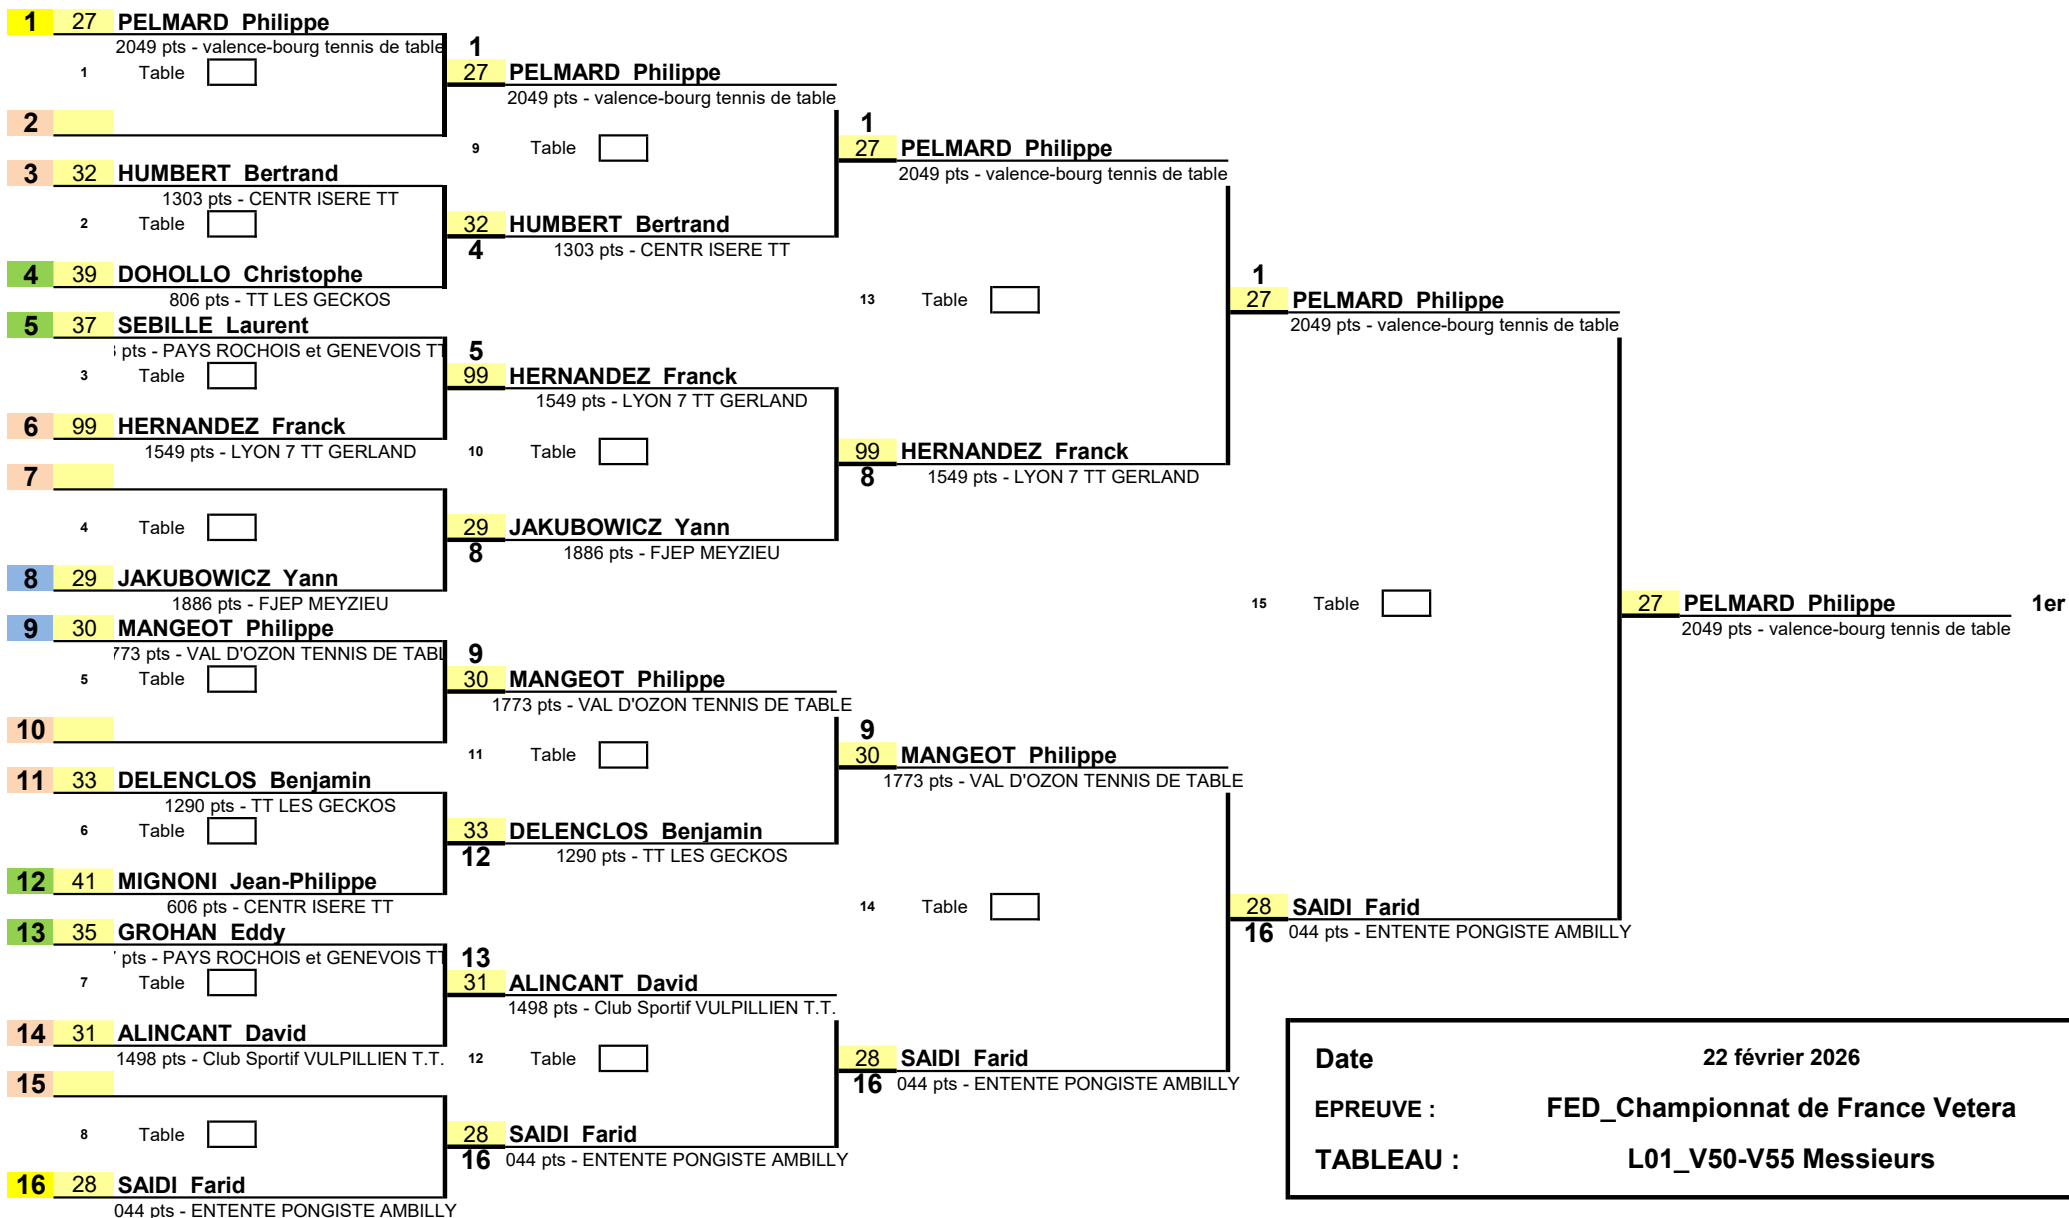 1 27 PELMARD Philippe
2049 pts - valence-bourg tennis de table
1 Table
2
3 32 HUMBERT Bertrand
1303 pts - CENTR ISERE TT
2 Table
4 39 DOHOLLO Christophe
806 pts - TT LES GECKOS
5 37 SEBILLE Laurent
pts - PAYS ROCHOIS et GENEVOIS TT
3 Table
6 99 HERNANDEZ Franck
1549 pts - LYON 7 TT GERLAND
7
4 Table
8 29 JAKUBOWICZ Yann
1886 pts - FJEP MEYZIEU
9 30 MANGEOT Philippe
773 pts - VAL D'OZON TENNIS DE TABL
5 Table
10
11 33 DELENCLOS Benjamin
1290 pts - TT LES GECKOS
6 Table
12 41 MIGNONI Jean-Philippe
606 pts - CENTR ISERE TT
13 35 GROHAN Eddy
pts - PAYS ROCHOIS et GENEVOIS TT
7 Table
14 31 ALINCANT David
1498 pts - Club Sportif VULPILLIEN T.T.
15
8 Table
16 28 SAIDI Farid
044 pts - ENTENTE PONGISTE AMBILLY
1
27 PELMARD Philippe
2049 pts - valence-bourg tennis de table
9 Table
32 HUMBERT Bertrand
4 1303 pts - CENTR ISERE TT
5
99 HERNANDEZ Franck
1549 pts - LYON 7 TT GERLAND
10 Table
29 JAKUBOWICZ Yann
8 1886 pts - FJEP MEYZIEU
9
30 MANGEOT Philippe
1773 pts - VAL D'OZON TENNIS DE TABLE
11 Table
33 DELENCLOS Benjamin
12 1290 pts - TT LES GECKOS
13
31 ALINCANT David
1498 pts - Club Sportif VULPILLIEN T.T.
12 Table
28 SAIDI Farid
16 044 pts - ENTENTE PONGISTE AMBILLY
1
27 PELMARD Philippe
2049 pts - valence-bourg tennis de table
13 Table
99 HERNANDEZ Franck
8 1549 pts - LYON 7 TT GERLAND
9
30 MANGEOT Philippe
1773 pts - VAL D'OZON TENNIS DE TABLE
14 Table
28 SAIDI Farid
16 044 pts - ENTENTE PONGISTE AMBILLY
1
27 PELMARD Philippe
2049 pts - valence-bourg tennis de table
15 Table
28 SAIDI Farid
16 044 pts - ENTENTE PONGISTE AMBILLY
27 PELMARD Philippe 1er
2049 pts - valence-bourg tennis de table
Date 22 février 2026
EPREUVE : FED_Championnat de France Vetera
TABLEAU : L01_V50-V55 Messieurs